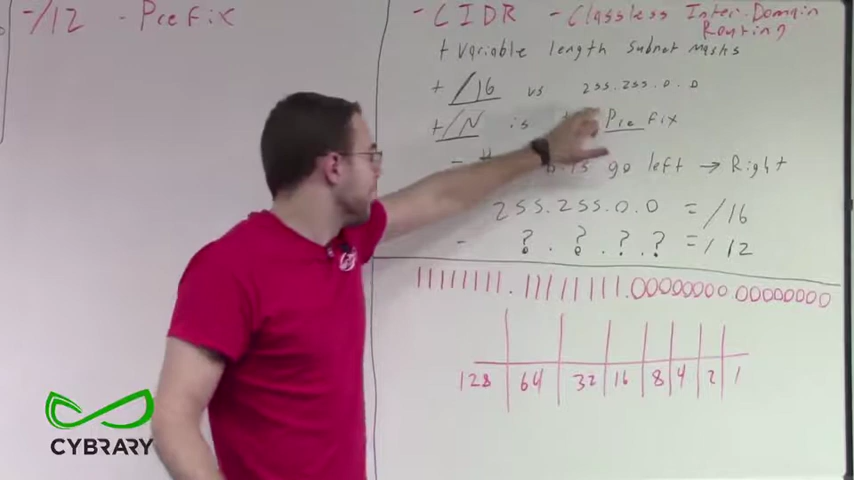 -/12 - Prefix
- CIDR - Classless Inter-Domain
Routing
+ Variable length Subnet Masks
+ /16 vs 255.255.0.0
+ /N is Prefix
- # go left → Right
255.255.0.0 = /16
- ?.?.?.? = /12
11111111.11111111.00000000.00000000
128 64 32 16 8 4 2 1
CYBRARY